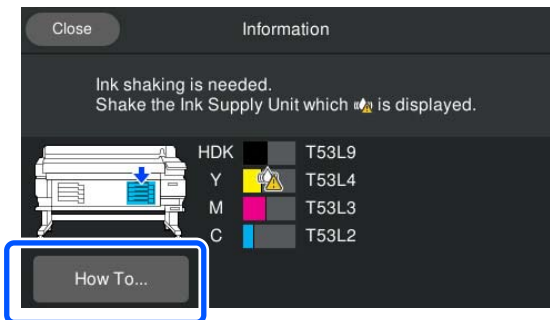 Close
Information
Ink shaking is needed.
Shake the Ink Supply Unit which is displayed.
HDK T53L9
Y T53L4
M T53L3
C T53L2
How To...